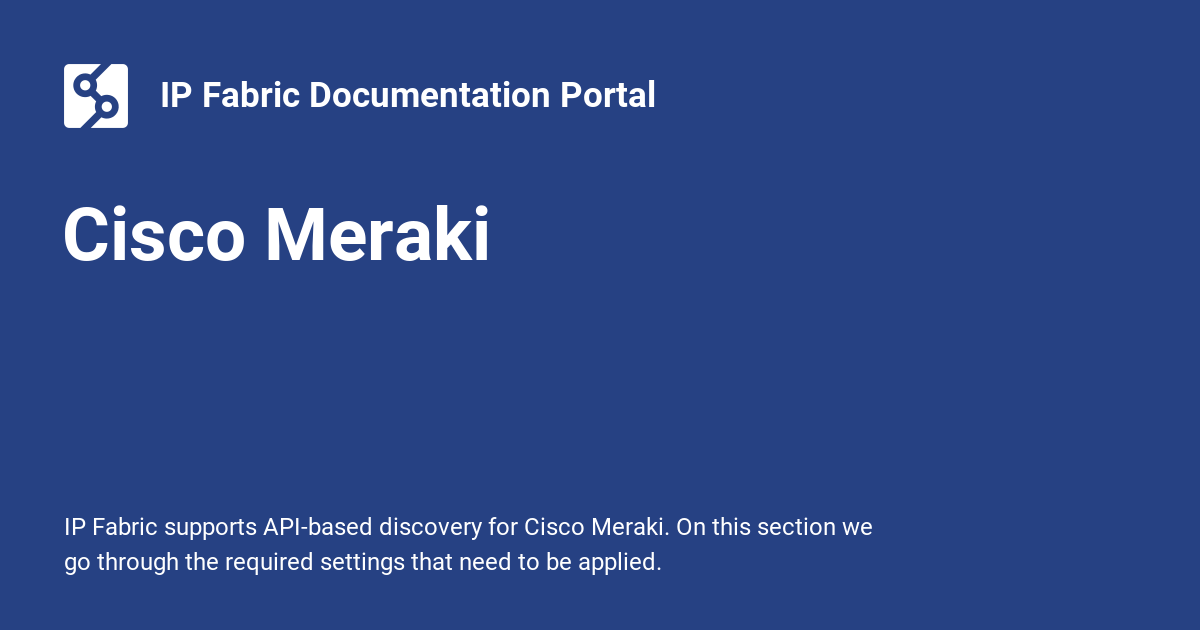 IP Fabric Documentation Portal
Cisco Meraki
IP Fabric supports API-based discovery for Cisco Meraki. On this section we
go through the required settings that need to be applied.